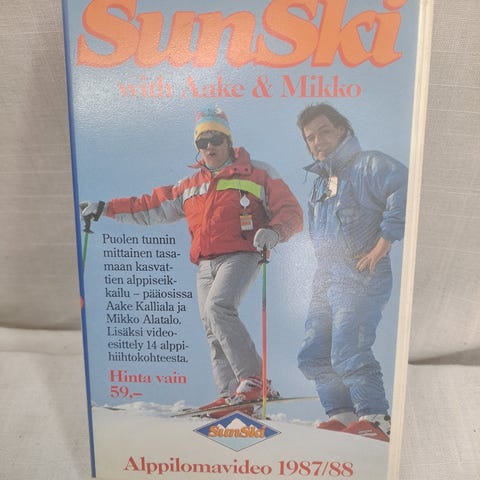 SunSki
with Aake & Mikko
Puolen tunnin
mittainen tasa-
maan kasvat-
tien alppiseik-
kailu – pääosissa
Aake Kalliala ja
Mikko Alatalo.
Lisäksi video-
esittely 14 alppi-
hiihtokohteesta.
Hinta vain
59,–
SunSki
Alppilomavideo 1987/88